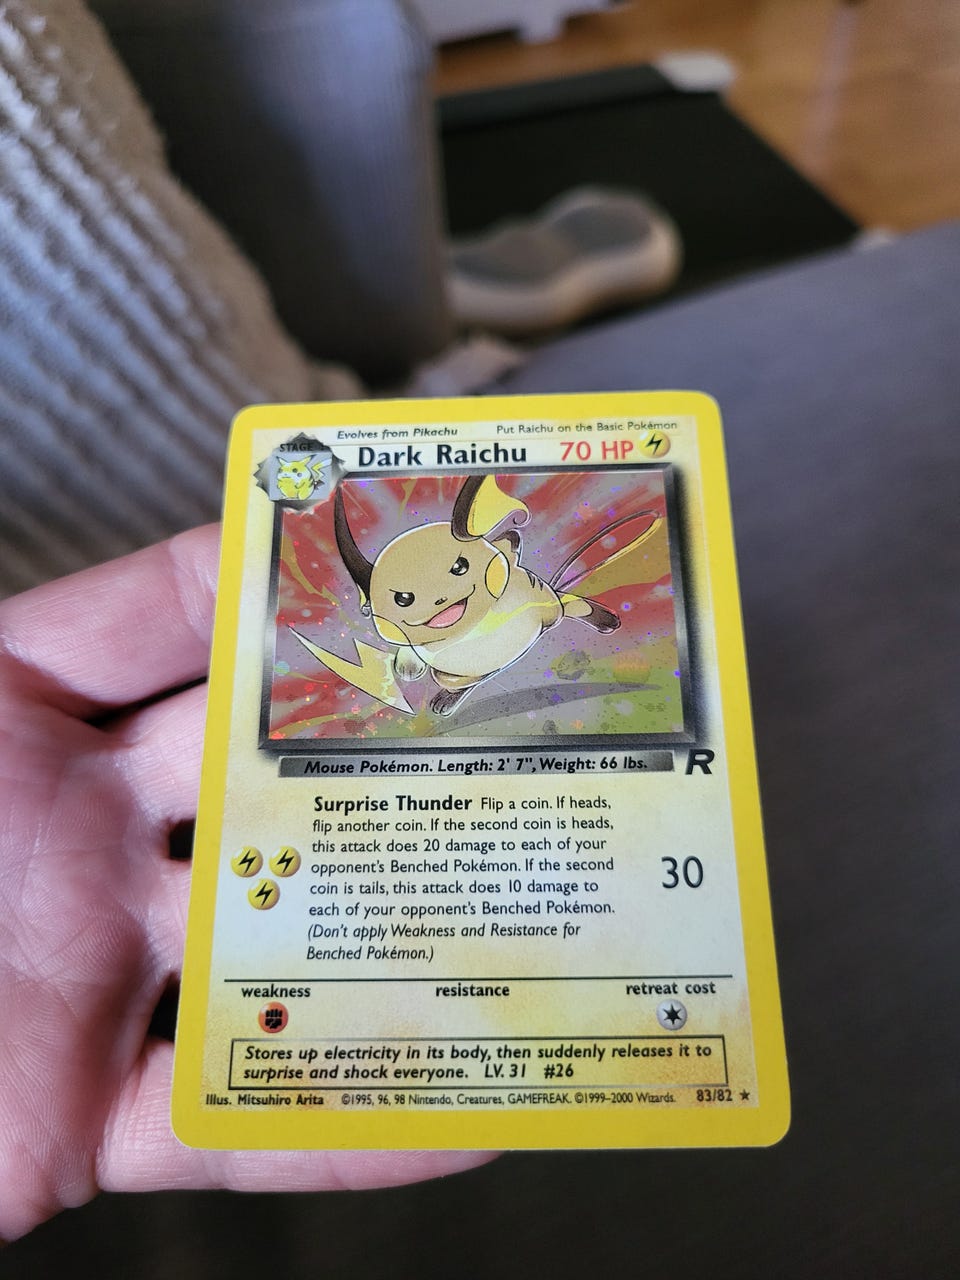 Evolves from Pikachu Put Raichu on the Basic Pokémon
STAGE 1
Dark Raichu 70 HP
Mouse Pokémon. Length: 2' 7", Weight: 66 lbs.
R
Surprise Thunder Flip a coin. If heads,
flip another coin. If the second coin is heads,
this attack does 20 damage to each of your
opponent's Benched Pokémon. If the second
coin is tails, this attack does 10 damage to
each of your opponent's Benched Pokémon.
(Don't apply Weakness and Resistance for
Benched Pokémon.)
30
weakness resistance retreat cost
Stores up electricity in its body, then suddenly releases it to
surprise and shock everyone. LV. 31 #26
Illus. Mitsuhiro Arita ©1995, 96, 98 Nintendo, Creatures, GAMEFREAK. ©1999–2000 Wizards. 83/82 ★